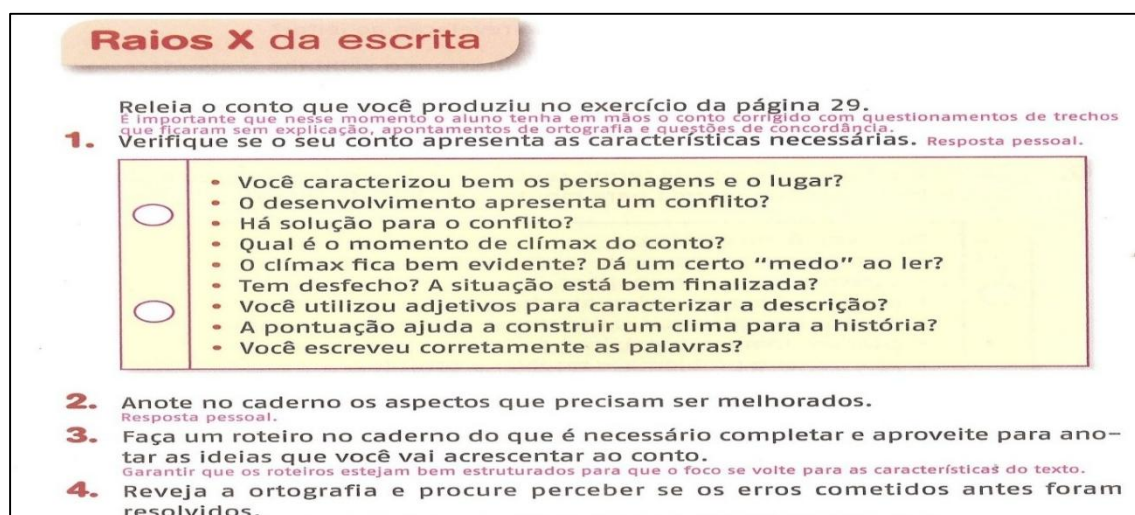 Raios X da escrita
Releia o conto que você produziu no exercício da página 29.
É importante que nesse momento o aluno tenha em mãos o conto corrigido com questionamentos de trechos
que ficaram sem explicação, apontamentos de ortografia e questões de concordância.
1. Verifique se o seu conto apresenta as características necessárias. Resposta pessoal.
• Você caracterizou bem os personagens e o lugar?
• O desenvolvimento apresenta um conflito?
• Há solução para o conflito?
• Qual é o momento de clímax do conto?
• O clímax fica bem evidente? Dá um certo "medo" ao ler?
• Tem desfecho? A situação está bem finalizada?
• Você utilizou adjetivos para caracterizar a descrição?
• A pontuação ajuda a construir um clima para a história?
• Você escreveu corretamente as palavras?
2. Anote no caderno os aspectos que precisam ser melhorados.
Resposta pessoal.
3. Faça um roteiro no caderno do que é necessário completar e aproveite para ano-
tar as ideias que você vai acrescentar ao conto.
Garantir que os roteiros estejam bem estruturados para que o foco se volte para as características do texto.
4. Reveja a ortografia e procure perceber se os erros cometidos antes foram
resolvidos.